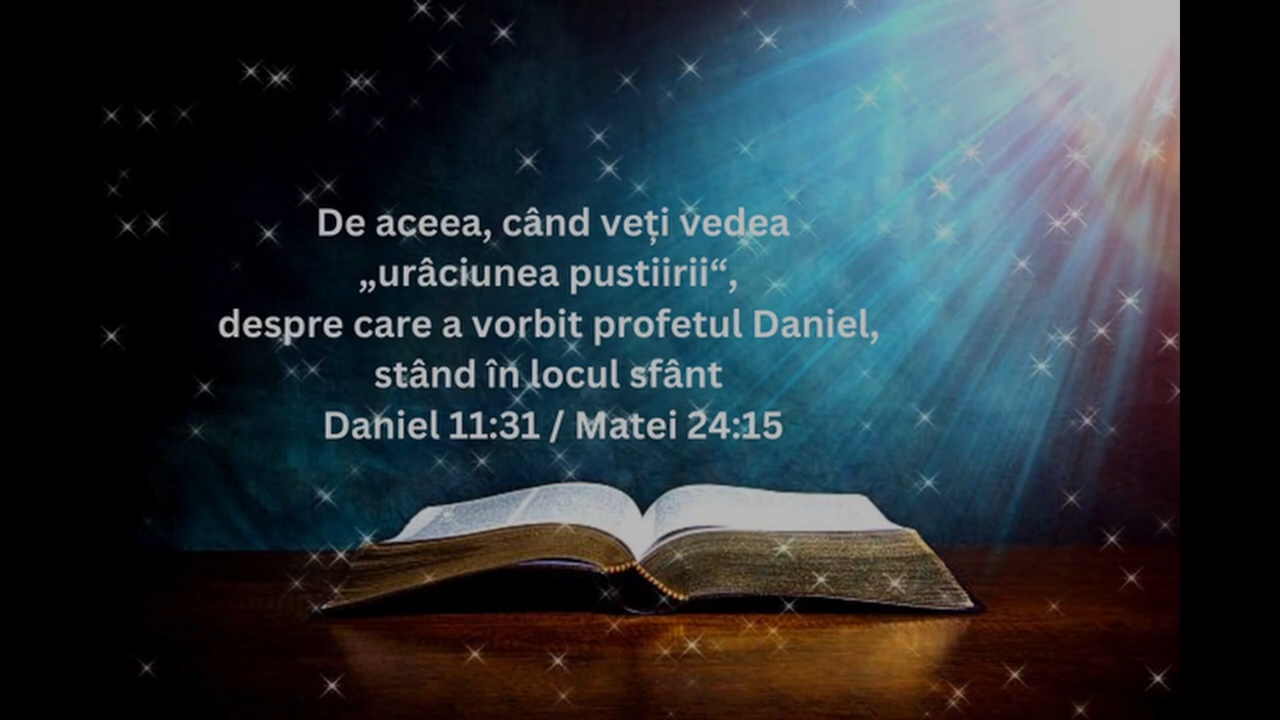 De aceea, când veți vedea
„urâciunea pustiirii“,
despre care a vorbit profetul Daniel,
stând în locul sfânt
Daniel 11:31 / Matei 24:15